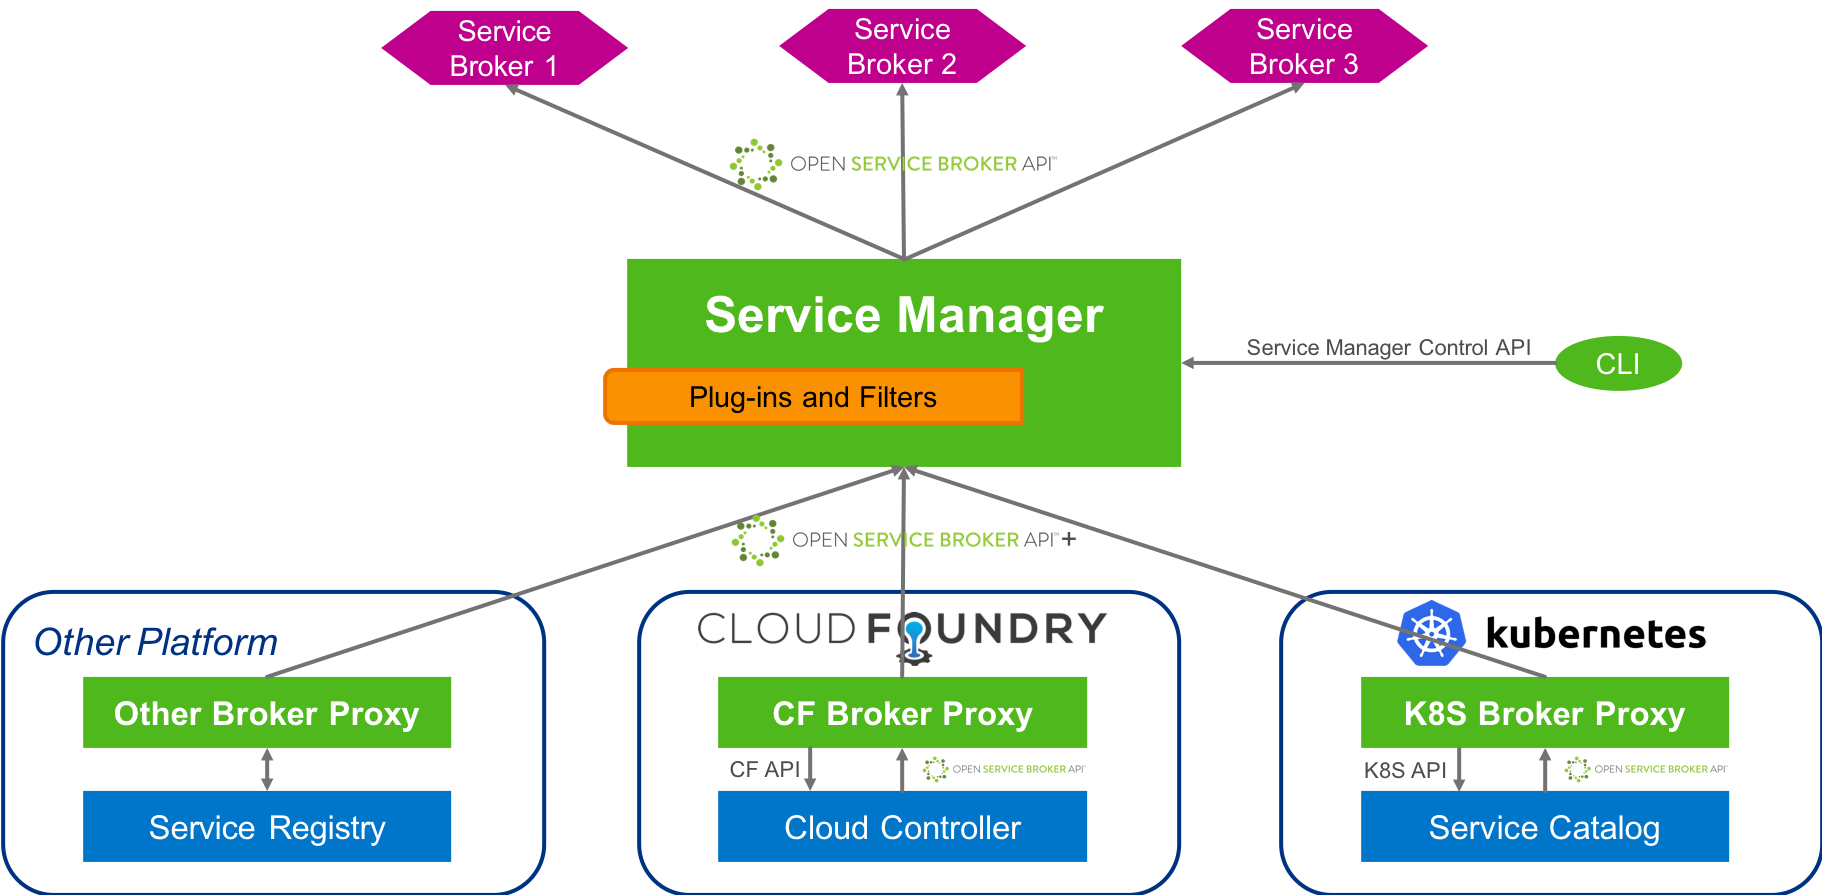 Service
Broker 1
Service
Broker 2
Service
Broker 3
OPEN SERVICE BROKER API™
Service Manager
Service Manager Control API
CLI
Plug-ins and Filters
OPEN SERVICE BROKER API™+
Other Platform
CLOUD FOUNDRY
kubernetes
Other Broker Proxy
CF Broker Proxy
K8S Broker Proxy
CF API
OPEN SERVICE BROKER API™
K8S API
OPEN SERVICE BROKER API™
Service Registry
Cloud Controller
Service Catalog